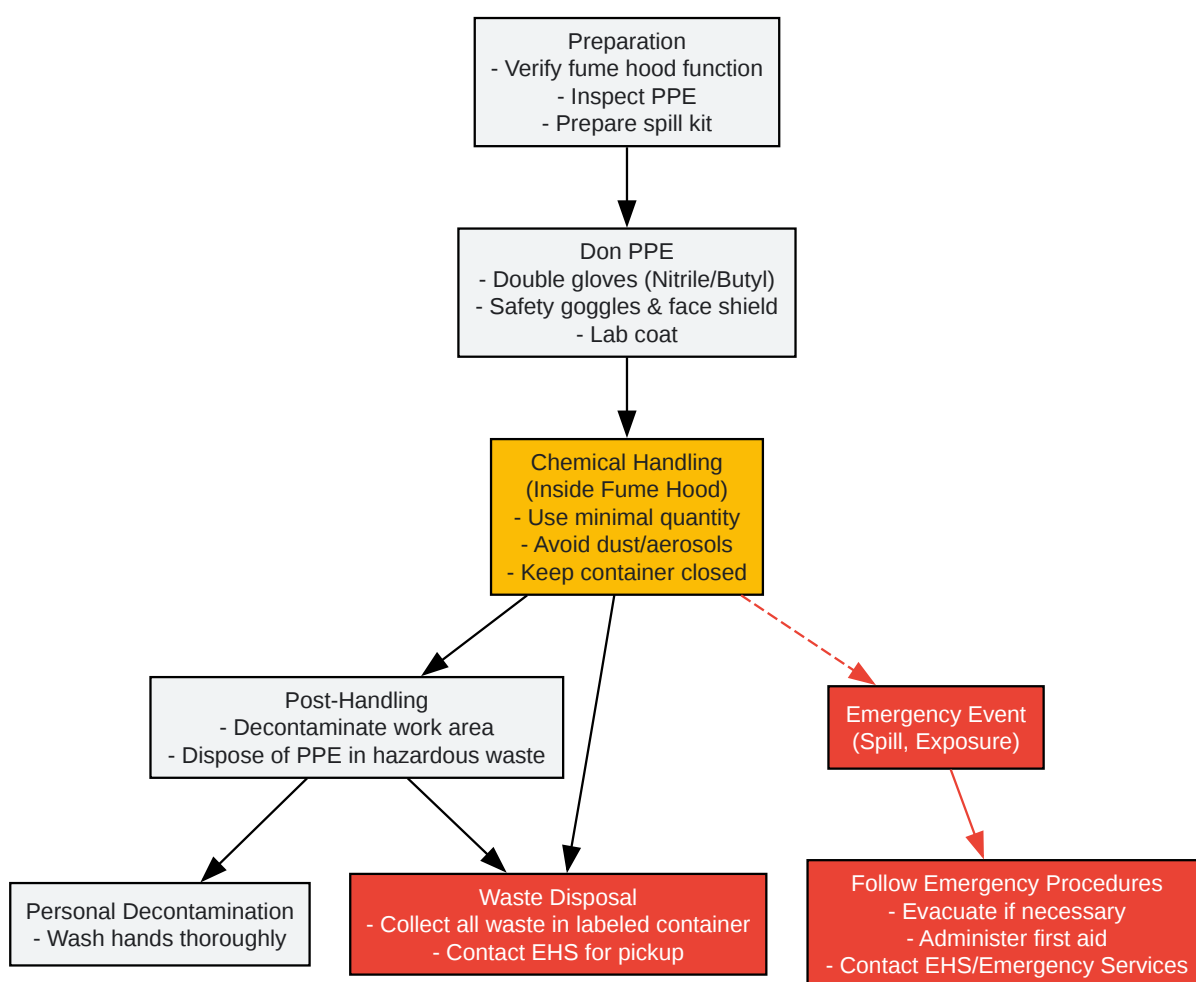 Preparation
- Verify fume hood function
- Inspect PPE
- Prepare spill kit
Don PPE
- Double gloves (Nitrile/Butyl)
- Safety goggles & face shield
- Lab coat
Chemical Handling
(Inside Fume Hood)
- Use minimal quantity
- Avoid dust/aerosols
- Keep container closed
Post-Handling
- Decontaminate work area
- Dispose of PPE in hazardous waste
Emergency Event
(Spill, Exposure)
Personal Decontamination
- Wash hands thoroughly
Waste Disposal
- Collect all waste in labeled container
- Contact EHS for pickup
Follow Emergency Procedures
- Evacuate if necessary
- Administer first aid
- Contact EHS/Emergency Services